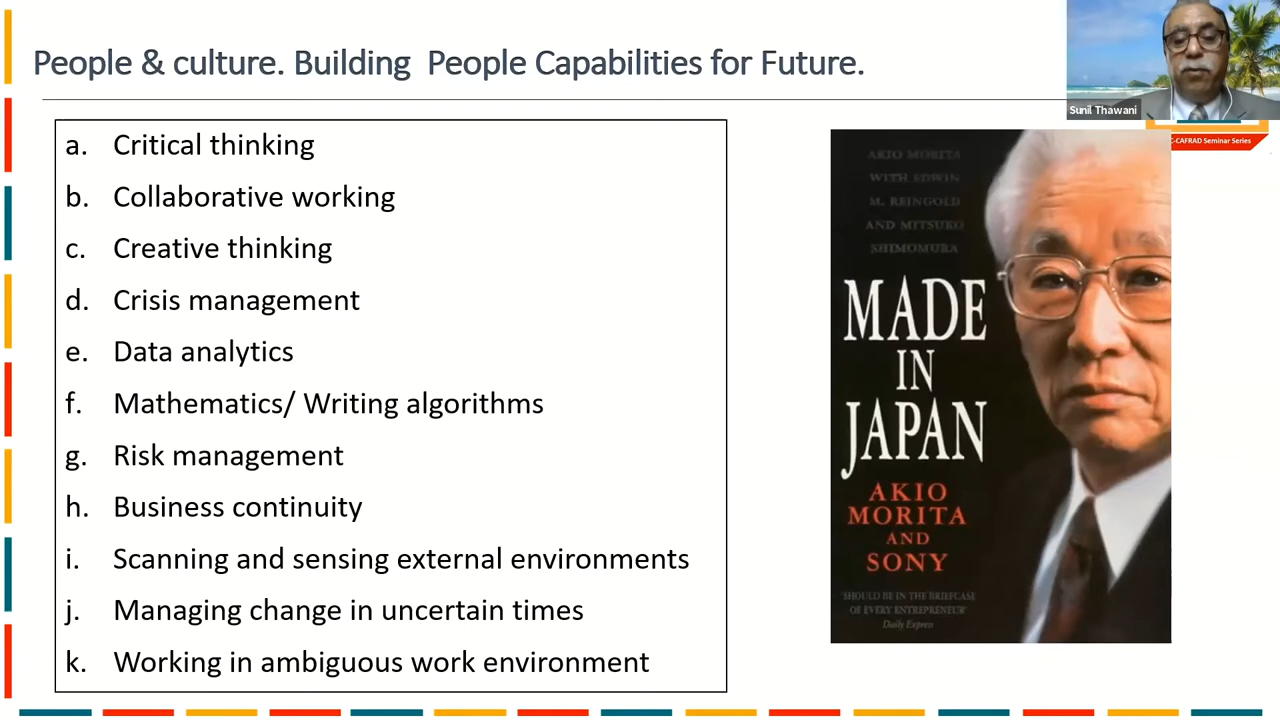 People & culture. Building People Capabilities for Future.
Sunil Thawani
C-CAFRAD Seminar Series
a. Critical thinking
b. Collaborative working
c. Creative thinking
d. Crisis management
e. Data analytics
f. Mathematics/ Writing algorithms
g. Risk management
h. Business continuity
i. Scanning and sensing external environments
j. Managing change in uncertain times
k. Working in ambiguous work environment
AKIO MORITA
WITH EDWIN
M. REINGOLD
AND MITSUKO
SHIMOMURA
MADE
IN
JAPAN
AKIO
MORITA
AND
SONY
'SHOULD BE IN THE BRIEFCASE
OF EVERY ENTREPRENEUR'
Daily Express